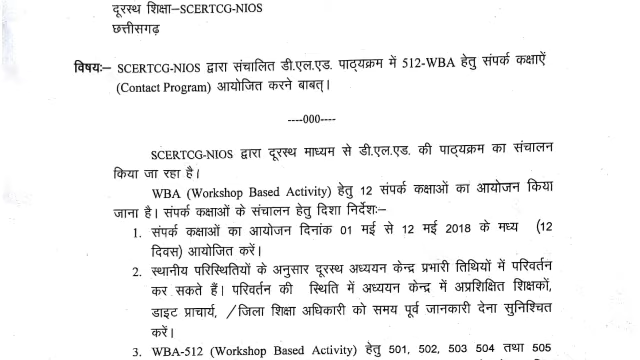 दूरस्थ शिक्षा–SCERTCG-NIOS
छत्तीसगढ़
विषयः– SCERTCG-NIOS द्वारा संचालित डी.एल.एड. पाठ्यक्रम में 512-WBA हेतु संपर्क कक्षाऐं
(Contact Program) आयोजित करने बाबत्।
----000----
SCERTCG-NIOS द्वारा दूरस्थ माध्यम से डी.एल.एड. की पाठ्यक्रम का संचालन
किया जा रहा है।
WBA (Workshop Based Activity) हेतु 12 संपर्क कक्षाओं का आयोजन किया
जाना है। संपर्क कक्षाओं के संचालन हेतु दिशा निर्देशः–
1. संपर्क कक्षाओं का आयोजन दिनांक 01 मई से 12 मई 2018 के मध्य (12
दिवस) आयोजित करें।
2. स्थानीय परिस्थितियों के अनुसार दूरस्थ अध्ययन केन्द्र प्रभारी तिथियों में परिवर्तन
कर सकते हैं। परिवर्तन की स्थिति में अध्ययन केन्द्र में अप्रशिक्षित शिक्षकों,
डाइट प्राचार्य, /जिला शिक्षा अधिकारी को समय पूर्व जानकारी देना सुनिश्चित
करें।
3. WBA-512 (Workshop Based Activity) हेतु 501, 502, 503 504 तथा 505